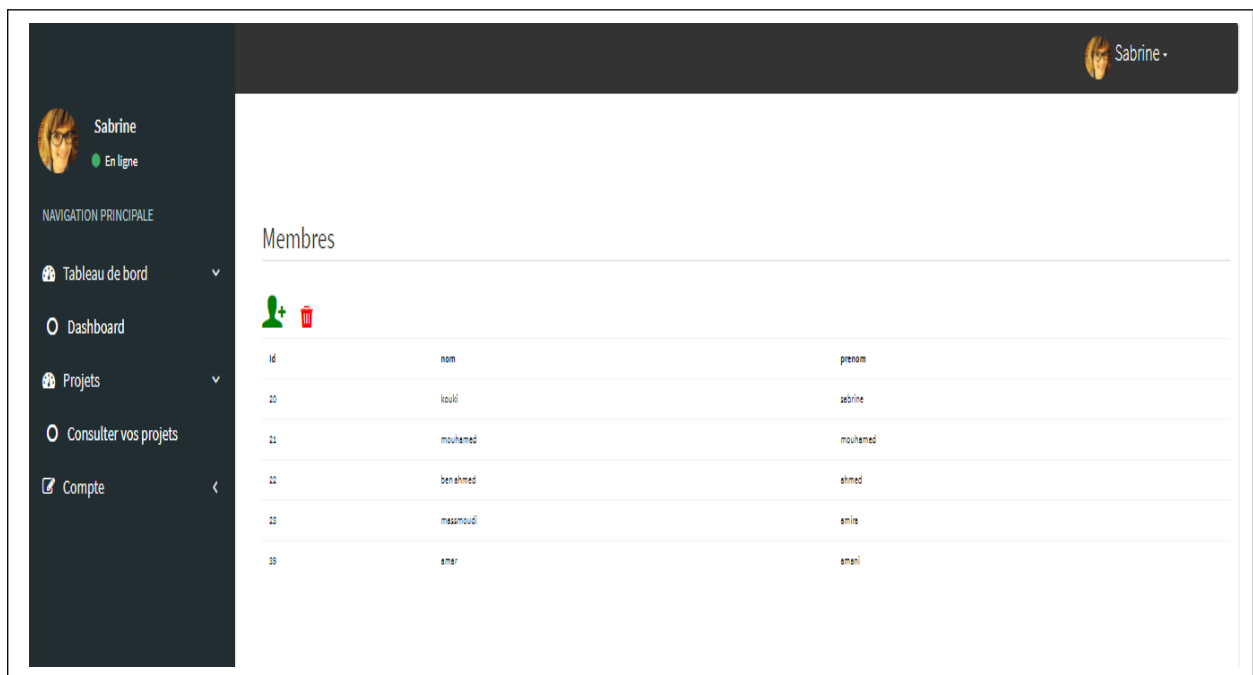 Sabrine
Sabrine
En ligne
NAVIGATION PRINCIPALE
Tableau de bord
Dashboard
Projets
Consulter vos projets
Compte
Membres
Id nom prenom
20 kouki sabrine
21 mouhamed mouhamed
22 ben ahmed ahmed
23 massmoudi amira
39 amar amani